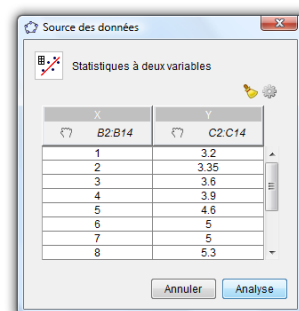 Source des données
Statistiques à deux variables
X Y
B2:B14 C2:C14
1 3.2
2 3.35
3 3.6
4 3.9
5 4.6
6 5
7 5
8 5.3
Annuler Analyse